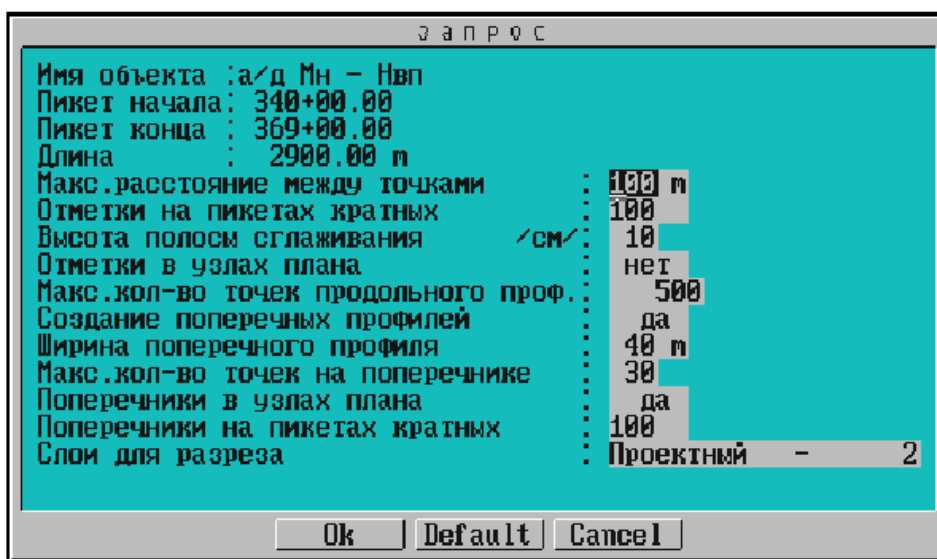 запрос
Имя объекта :а/д Мн - Нвп
Пикет начала: 340+00.00
Пикет конца : 369+00.00
Длина : 2900.00 m
Макс.расстояние между точками : 100 m
Отметки на пикетах кратных : 100
Высота полосы сглаживания /см/: 10
Отметки в узлах плана : нет
Макс.кол-во точек продольного проф.: 500
Создание поперечных профилей : да
Ширина поперечного профиля : 40 m
Макс.кол-во точек на поперечнике : 30
Поперечники в узлах плана : да
Поперечники на пикетах кратных : 100
Слои для разреза : Проектный - 2
Ok Default Cancel